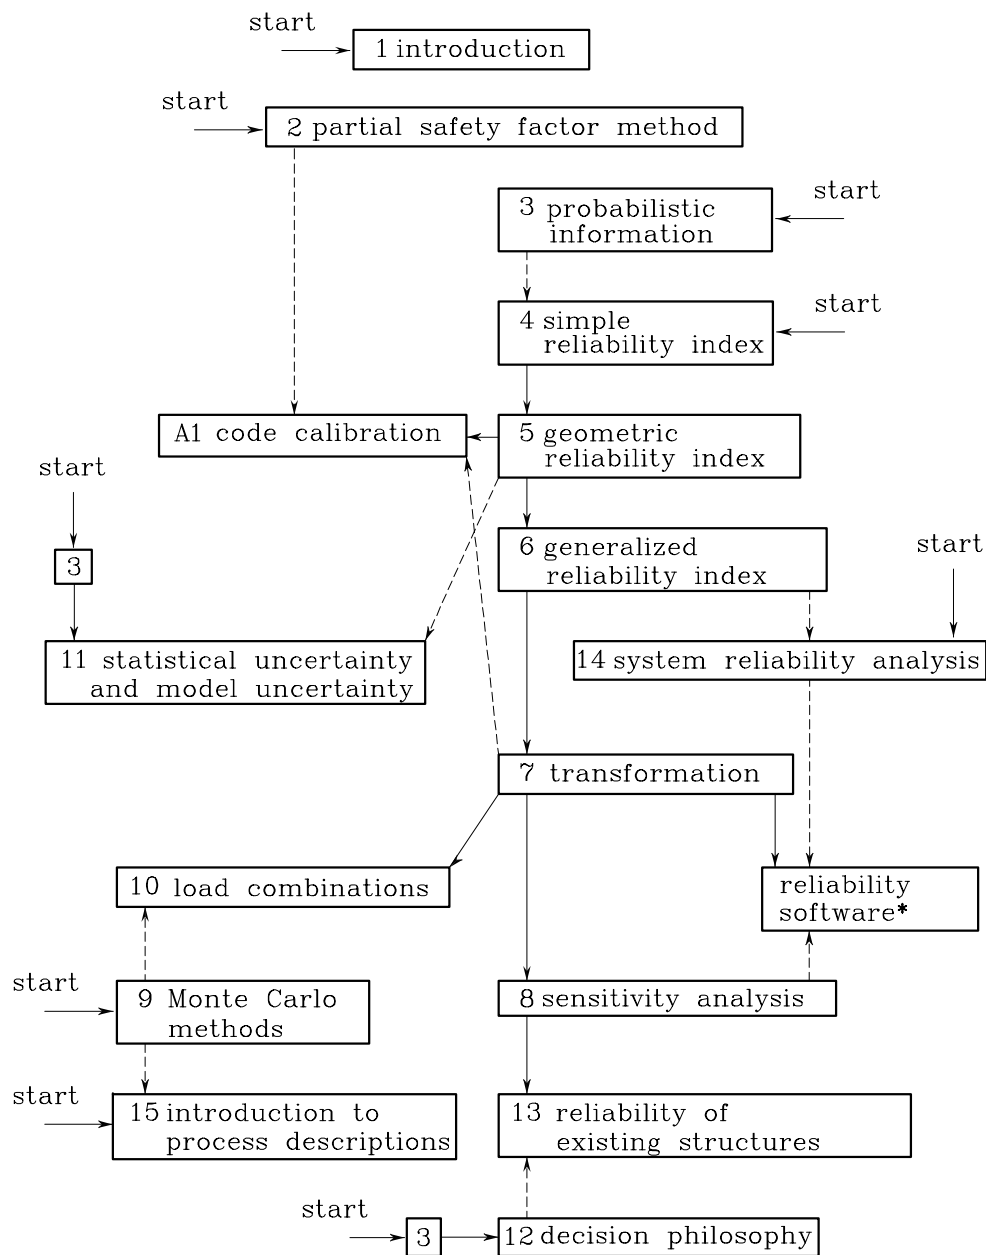 start
1 introduction
start
2 partial safety factor method
3 probabilistic
information
start
4 simple
reliability index
start
A1 code calibration
5 geometric
reliability index
start
3
6 generalized
reliability index
start
11 statistical uncertainty
and model uncertainty
14 system reliability analysis
7 transformation
10 load combinations
reliability
software*
start
9 Monte Carlo
methods
8 sensitivity analysis
start
15 introduction to
process descriptions
13 reliability of
existing structures
start
3
12 decision philosophy